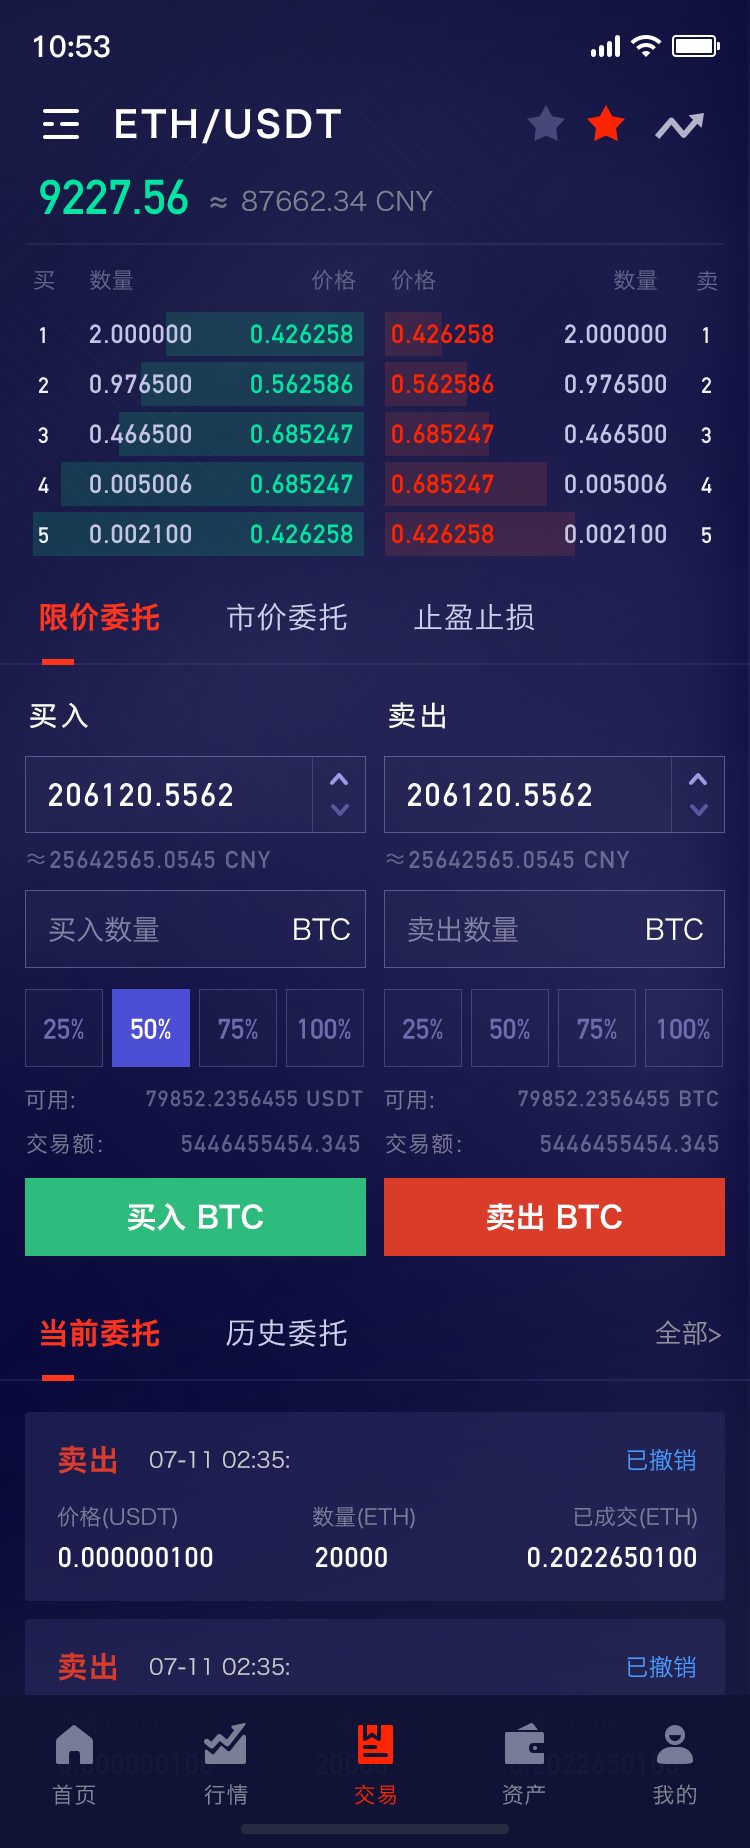 10:53
ETH/USDT
9227.56 ≈ 87662.34 CNY
买 数量 价格 价格 数量 卖
1 2.000000 0.426258 0.426258 2.000000 1
2 0.976500 0.562586 0.562586 0.976500 2
3 0.466500 0.685247 0.685247 0.466500 3
4 0.005006 0.685247 0.685247 0.005006 4
5 0.002100 0.426258 0.426258 0.002100 5
限价委托 市价委托 止盈止损
买入 卖出
206120.5562 206120.5562
≈25642565.0545 CNY ≈25642565.0545 CNY
买入数量 BTC 卖出数量 BTC
25% 50% 75% 100% 25% 50% 75% 100%
可用: 79852.2356455 USDT 可用: 79852.2356455 BTC
交易额: 5446455454.345 交易额: 5446455454.345
买入 BTC 卖出 BTC
当前委托 历史委托 全部>
卖出 07-11 02:35: 已撤销
价格(USDT) 数量(ETH) 已成交(ETH)
0.000000100 20000 0.2022650100
卖出 07-11 02:35: 已撤销
0.000000100 20000 0.2022650100
首页 行情 交易 资产 我的